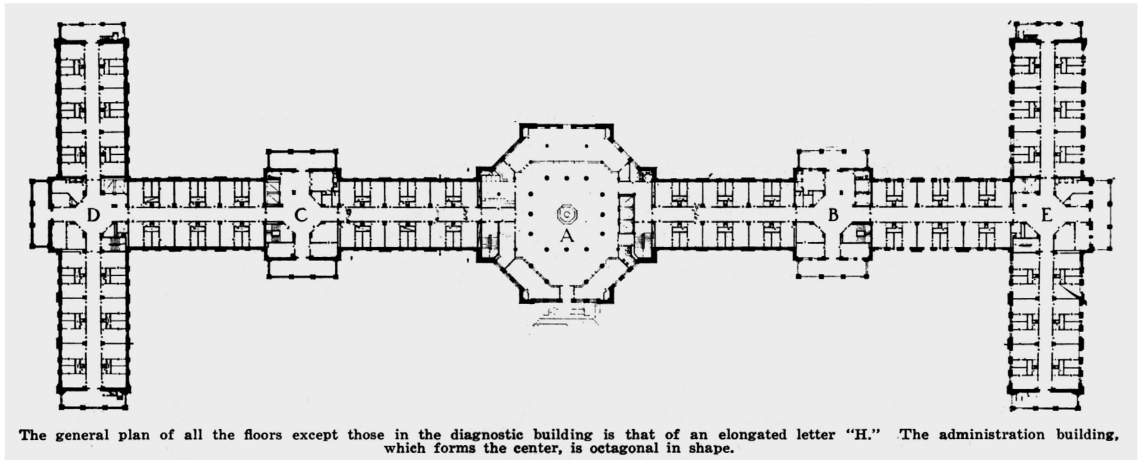 D
C
A
B
E
The general plan of all the floors except those in the diagnostic building is that of an elongated letter “H.” The administration building,
which forms the center, is octagonal in shape.